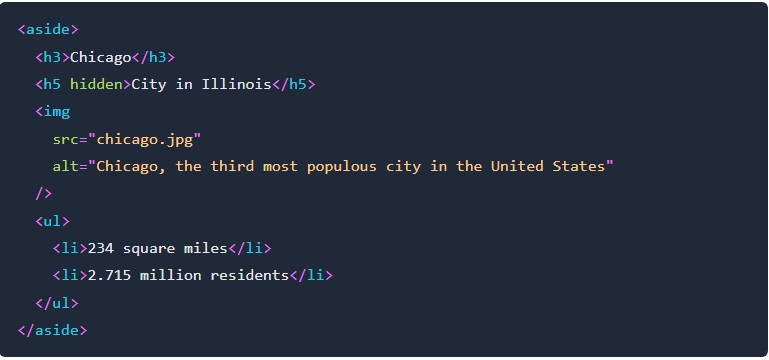 <aside>
  <h3>Chicago</h3>
  <h5 hidden>City in Illinois</h5>
  <img
    src="chicago.jpg"
    alt="Chicago, the third most populous city in the United States"
  />
  <ul>
    <li>234 square miles</li>
    <li>2.715 million residents</li>
  </ul>
</aside>